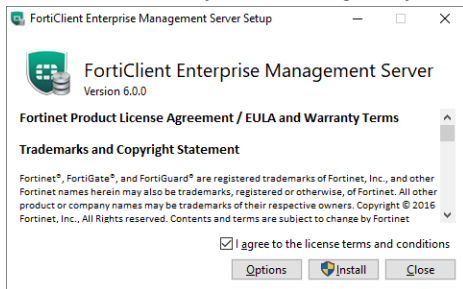 FortiClient Enterprise Management Server Setup
FortiClient Enterprise Management Server
Version 6.0.0
Fortinet Product License Agreement / EULA and Warranty Terms
Trademarks and Copyright Statement
Fortinet®, FortiGate®, and FortiGuard® are registered trademarks of Fortinet, Inc., and other
Fortinet names herein may also be trademarks, registered or otherwise, of Fortinet. All other
product or company names may be trademarks of their respective owners. Copyright © 2016
Fortinet, Inc., All Rights reserved. Contents and terms are subject to change by Fortinet
I agree to the license terms and conditions
Options Install Close